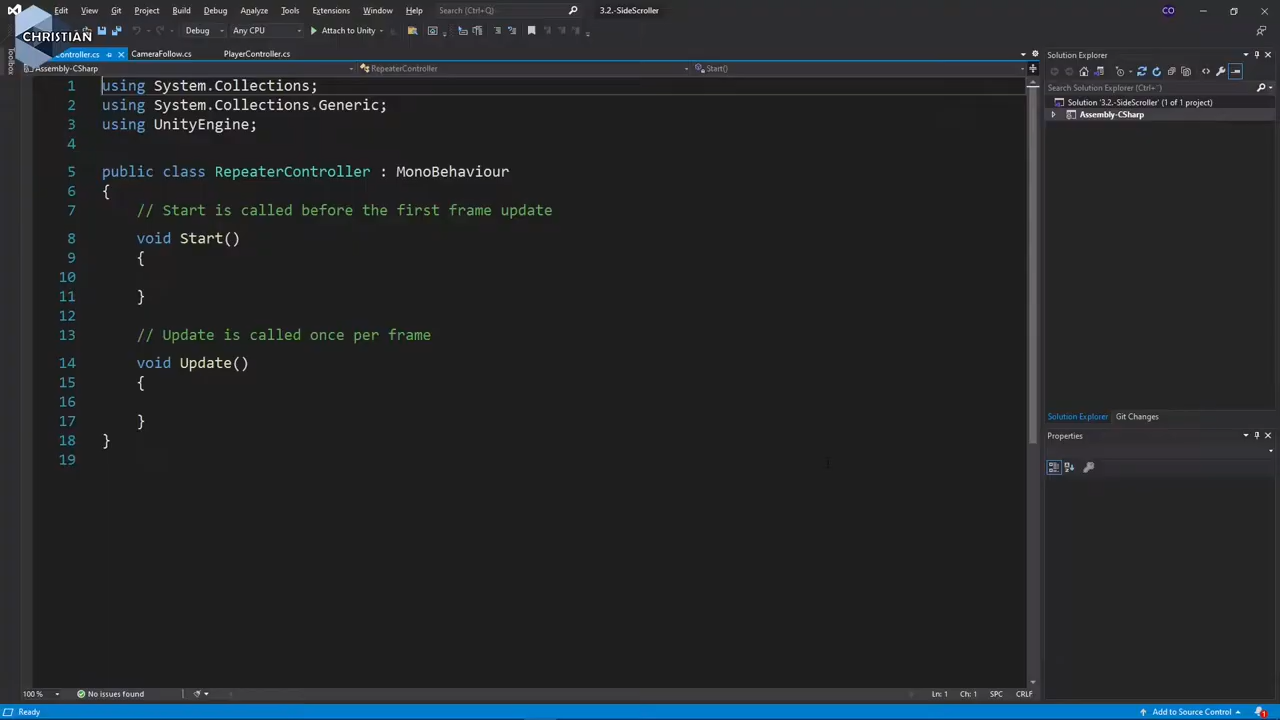 Edit View Git Project Build Debug Analyze Tools Extensions Window Help Search (Ctrl+Q) 3.2.-SideScroller CO
CHRISTIAN
Debug Any CPU Attach to Unity
Controller.cs CameraFollow.cs PlayerController.cs
Assembly-CSharp RepeaterController Start()
Toolbox
1 using System.Collections;
2 using System.Collections.Generic;
3 using UnityEngine;
4
5 public class RepeaterController : MonoBehaviour
6 {
7 // Start is called before the first frame update
8 void Start()
9 {
10
11 }
12
13 // Update is called once per frame
14 void Update()
15 {
16
17 }
18 }
19
100 % No issues found Ln: 1 Ch: 1 SPC CRLF
Solution Explorer
Search Solution Explorer (Ctrl+')
Solution '3.2.-SideScroller' (1 of 1 project)
Assembly-CSharp
Solution Explorer Git Changes
Properties
Ready Add to Source Control 1